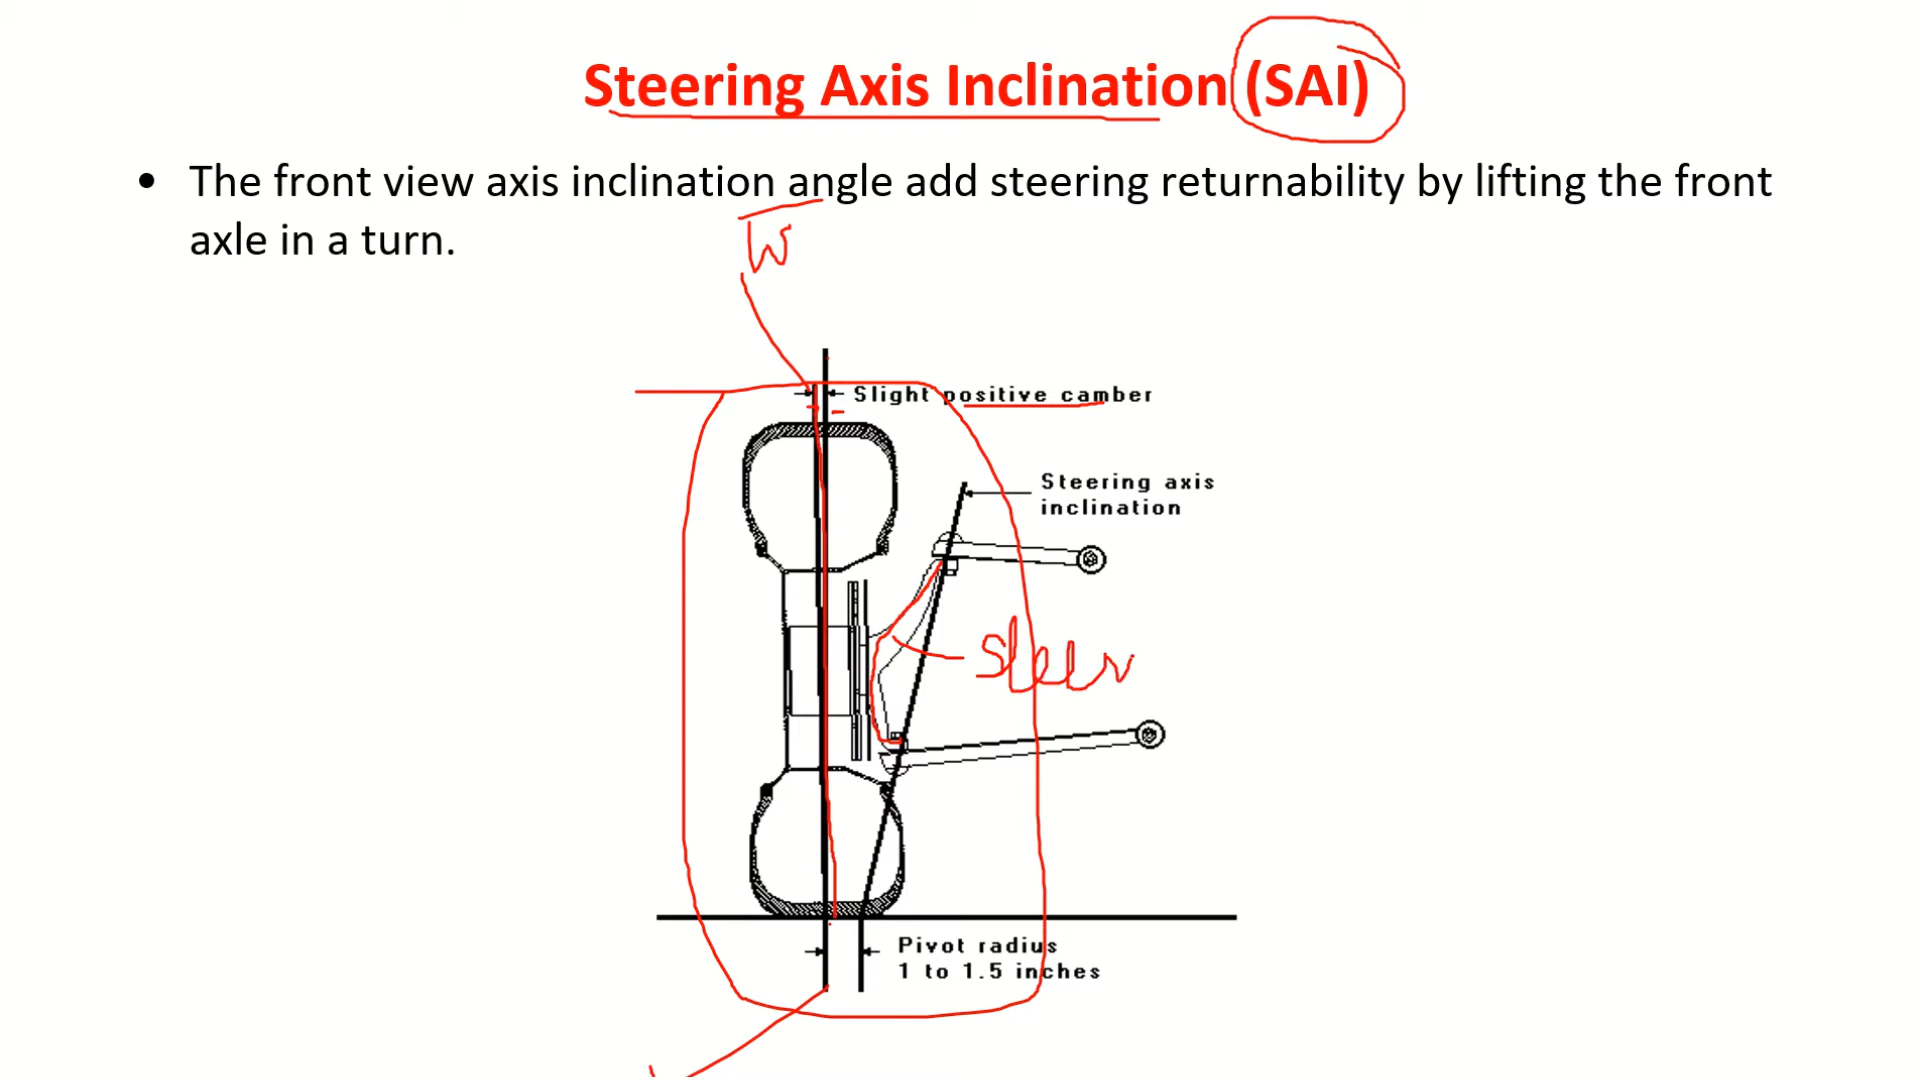 Steering Axis Inclination (SAI)
• The front view axis inclination angle add steering returnability by lifting the front
axle in a turn.
W
Slight positive camber
Steering axis
inclination
Steer
Pivot radius
1 to 1.5 inches